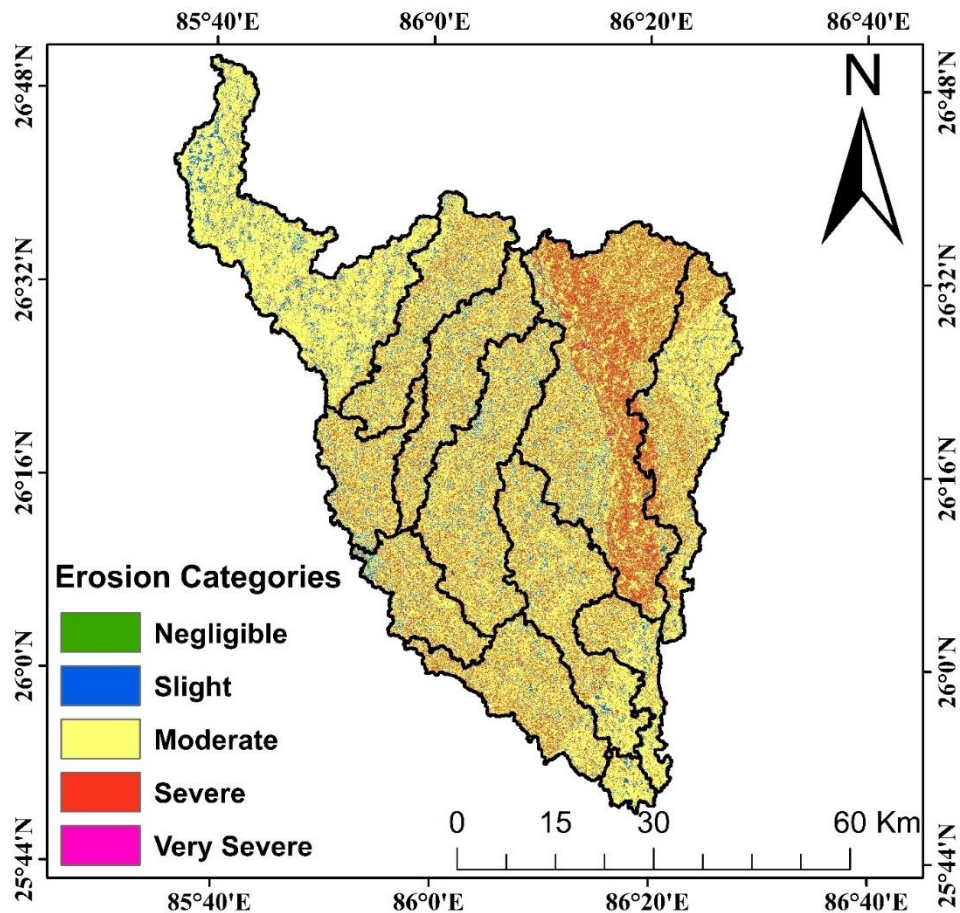 85°40'E 86°0'E 86°20'E 86°40'E
N
26°48'N 26°48'N
26°32'N 26°32'N
26°16'N 26°16'N
Erosion Categories
Negligible
26°0'N 26°0'N
Slight
Moderate
Severe
0 15 30 60 Km
Very Severe
25°44'N 25°44'N
85°40'E 86°0'E 86°20'E 86°40'E